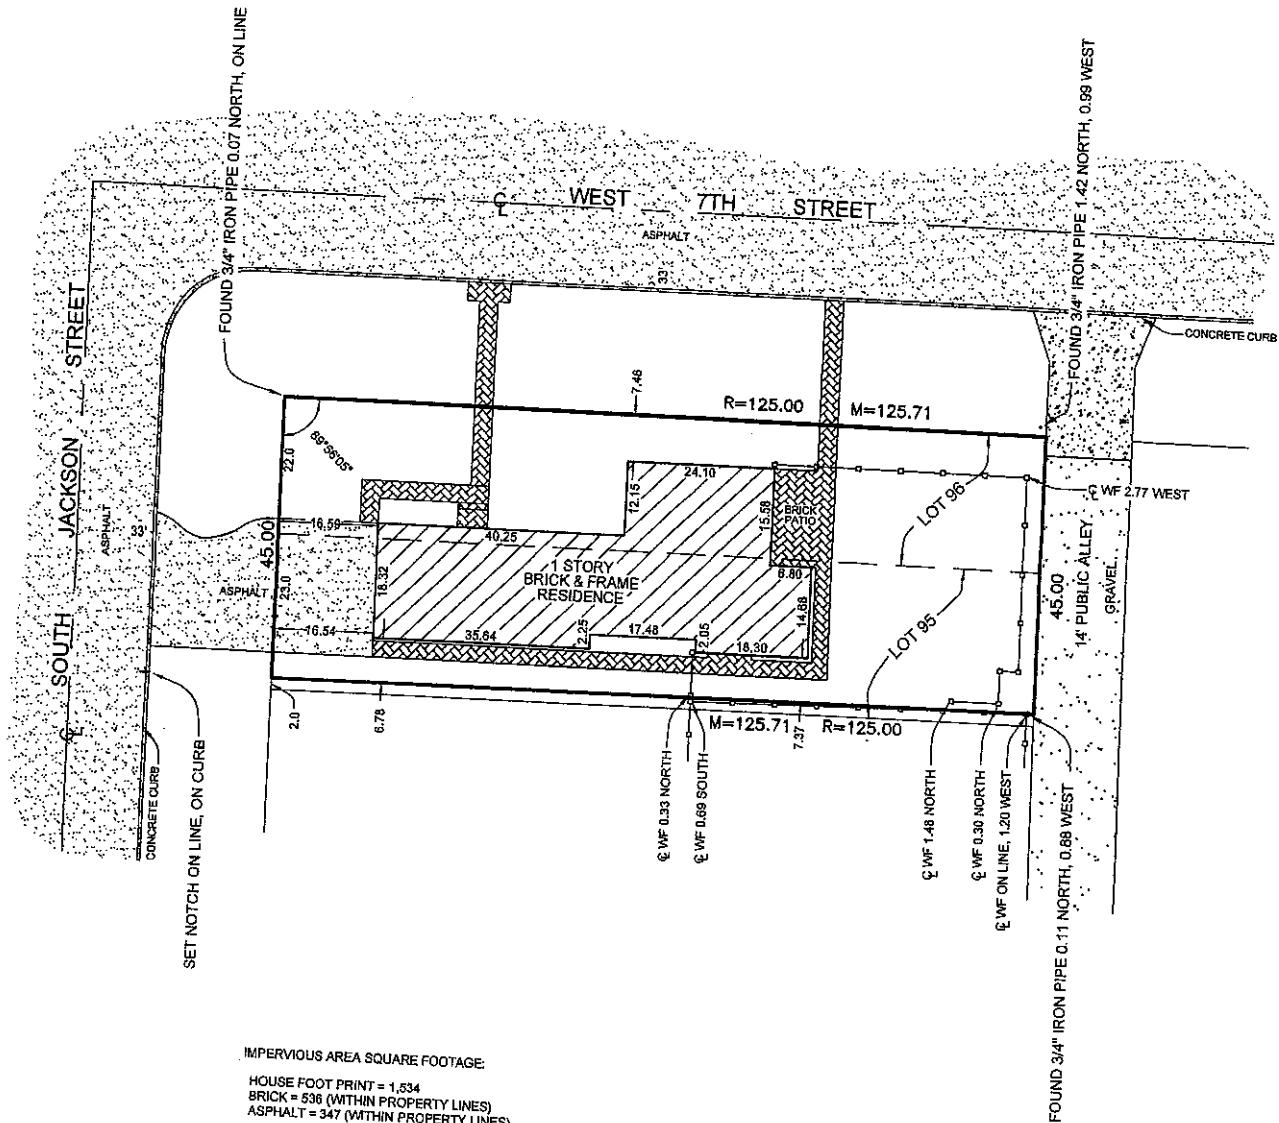 FOUND 3/4" IRON PIPE 0.07 NORTH, ON LINE
FOUND 3/4" IRON PIPE 1.42 NORTH, 0.99 WEST
℄ WEST 7TH STREET
ASPHALT
33'
CONCRETE CURB
℄ SOUTH JACKSON STREET
ASPHALT
33'
7.46
R=125.00 M=125.71
89°56'05"
22.0
45.00
23.0
ASPHALT
16.59
16.54
40.25
12.15
24.10
15.58
BRICK
PATIO
LOT 96
℄ WF 2.77 WEST
1 STORY
BRICK & FRAME
RESIDENCE
18.32
6.80
14.68
35.64
2.25
17.48
2.05
18.30
LOT 95
45.00
14' PUBLIC ALLEY
GRAVEL
2.0
6.78
M=125.71 R=125.00
7.37
CONCRETE CURB
SET NOTCH ON LINE, ON CURB
℄ WF 0.33 NORTH
℄ WF 0.69 SOUTH
℄ WF 1.48 NORTH
℄ WF 0.30 NORTH
℄ WF ON LINE, 1.20 WEST
FOUND 3/4" IRON PIPE 0.11 NORTH, 0.88 WEST
IMPERVIOUS AREA SQUARE FOOTAGE:
HOUSE FOOT PRINT = 1,534
BRICK = 536 (WITHIN PROPERTY LINES)
ASPHALT = 347 (WITHIN PROPERTY LINES)